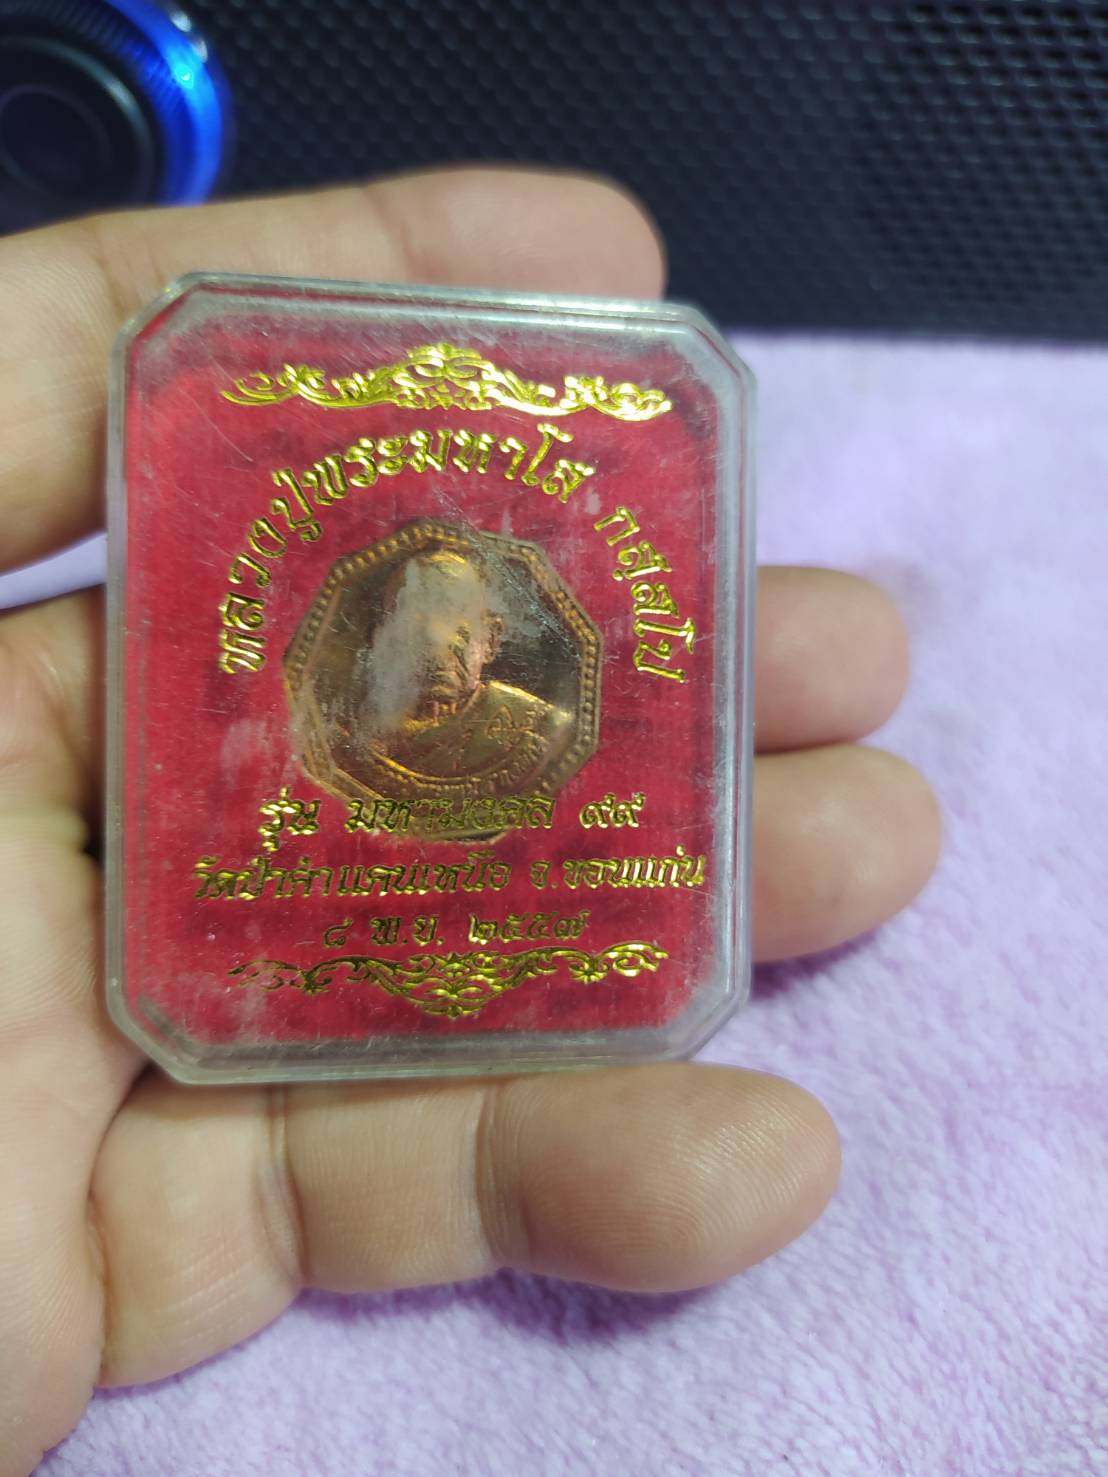 หลวงปู่พระมหาโส กสฺสโป
รุ่น มหามงคล ๙๙
วัดป่าคำแคนเหนือ จ.ขอนแก่น
๘ พ.ย. ๒๕๕๗